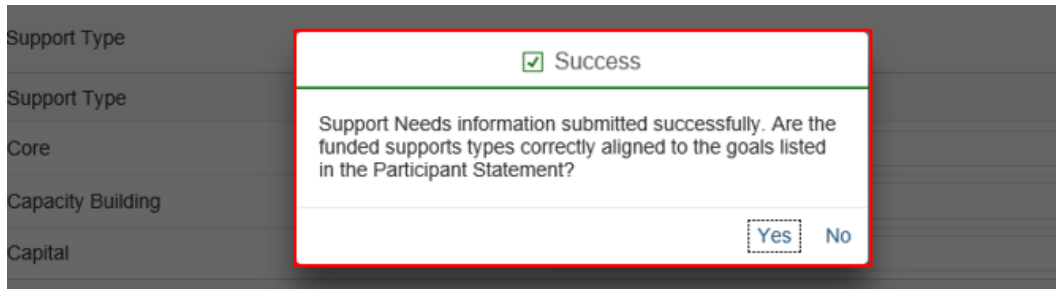 Support Type
Support Type
Core
Capacity Building
Capital
Success
Support Needs information submitted successfully. Are the
funded supports types correctly aligned to the goals listed
in the Participant Statement?
Yes No